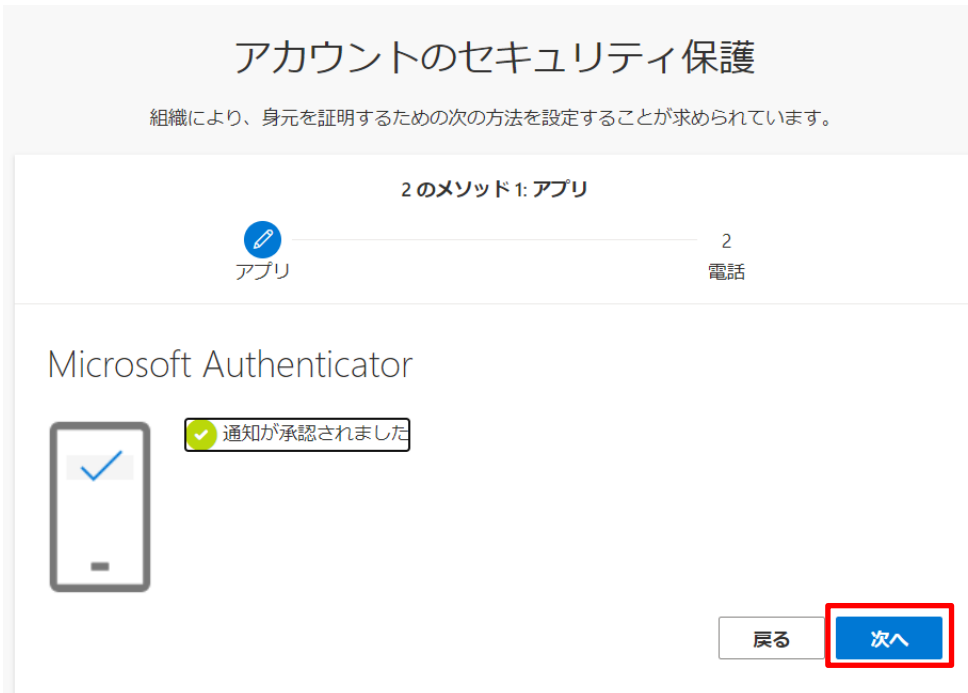 アカウントのセキュリティ保護
組織により、身元を証明するための次の方法を設定することが求められています。
2 のメソッド 1: アプリ
2
アプリ
電話
Microsoft Authenticator
通知が承認されました
戻る
次へ